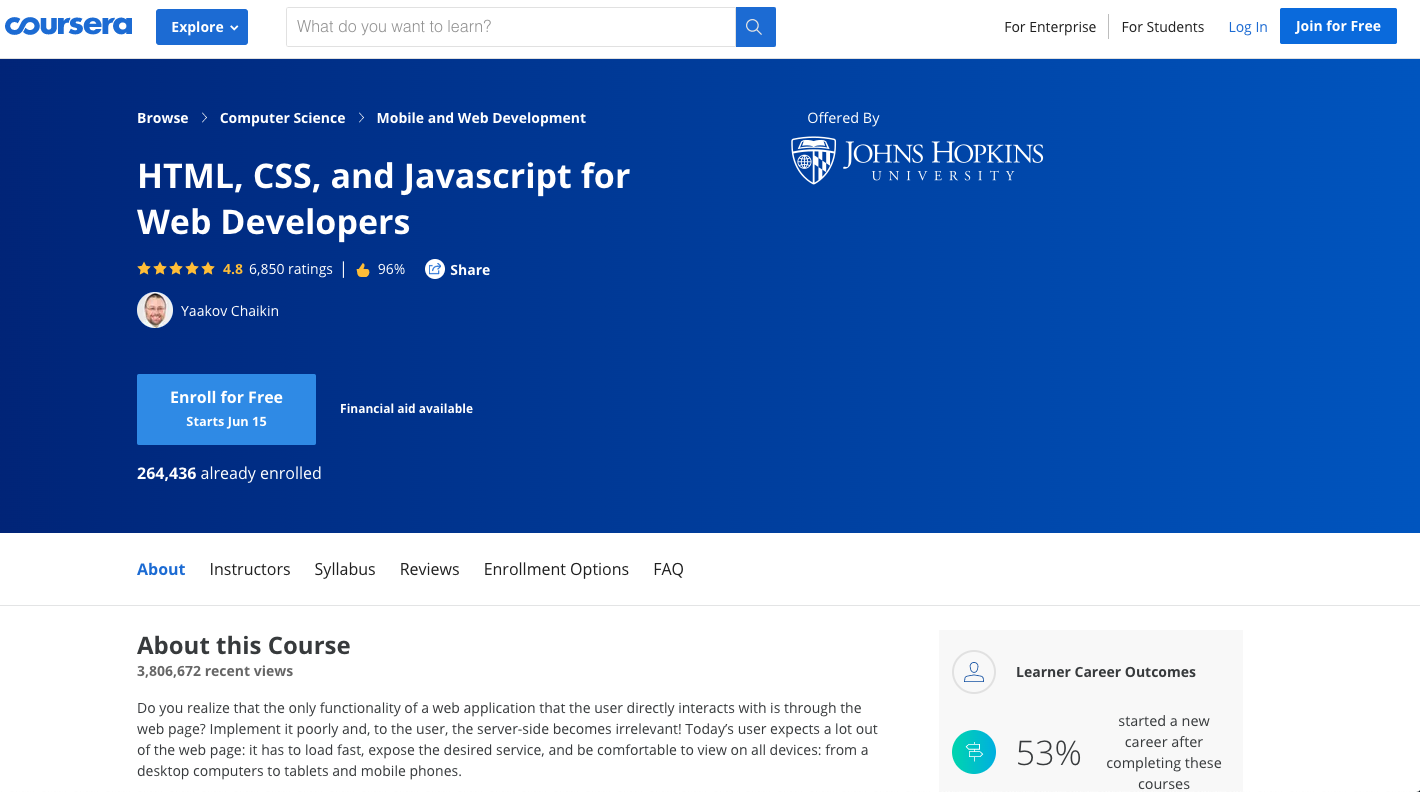 coursera
Explore
What do you want to learn?
For Enterprise
For Students
Log In
Join for Free
Browse > Computer Science > Mobile and Web Development
Offered By
JOHNS HOPKINS
UNIVERSITY
HTML, CSS, and Javascript for
Web Developers
4.8 6,850 ratings | 96%
Share
Yaakov Chaikin
Enroll for Free
Starts Jun 15
Financial aid available
264,436 already enrolled
About
Instructors
Syllabus
Reviews
Enrollment Options
FAQ
About this Course
3,806,672 recent views
Do you realize that the only functionality of a web application that the user directly interacts with is through the
web page? Implement it poorly and, to the user, the server-side becomes irrelevant! Today’s user expects a lot out
of the web page: it has to load fast, expose the desired service, and be comfortable to view on all devices: from a
desktop computers to tablets and mobile phones.
Learner Career Outcomes
53%
started a new
career after
completing these
courses